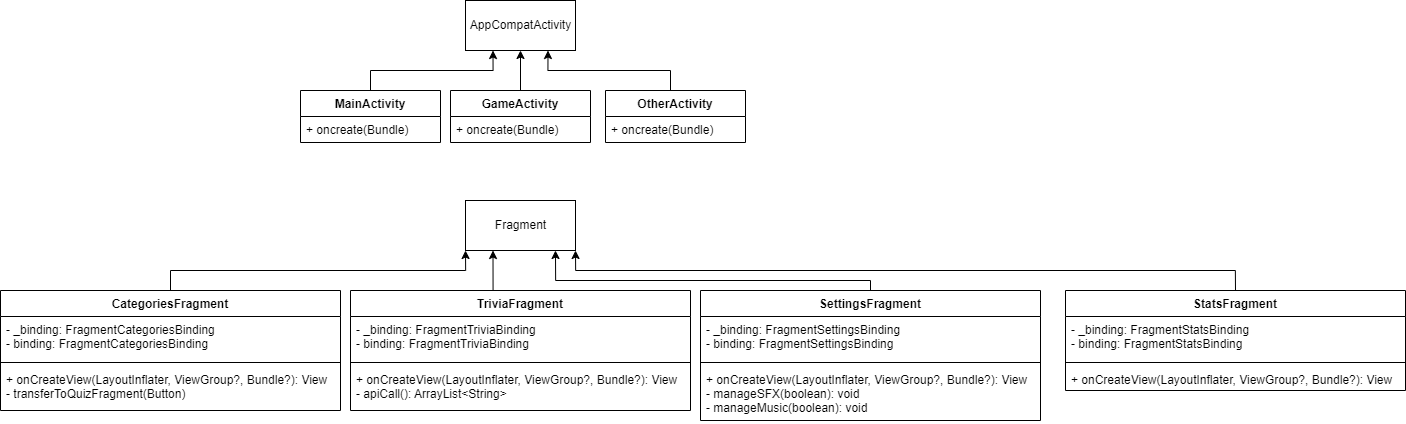 AppCompatActivity
MainActivity
+ oncreate(Bundle)
GameActivity
+ oncreate(Bundle)
OtherActivity
+ oncreate(Bundle)
Fragment
CategoriesFragment
- _binding: FragmentCategoriesBinding
- binding: FragmentCategoriesBinding
+ onCreateView(LayoutInflater, ViewGroup?, Bundle?): View
- transferToQuizFragment(Button)
TriviaFragment
- _binding: FragmentTriviaBinding
- binding: FragmentTriviaBinding
+ onCreateView(LayoutInflater, ViewGroup?, Bundle?): View
- apiCall(): ArrayList<String>
SettingsFragment
- _binding: FragmentSettingsBinding
- binding: FragmentSettingsBinding
+ onCreateView(LayoutInflater, ViewGroup?, Bundle?): View
- manageSFX(boolean): void
- manageMusic(boolean): void
StatsFragment
- _binding: FragmentStatsBinding
- binding: FragmentStatsBinding
+ onCreateView(LayoutInflater, ViewGroup?, Bundle?): View